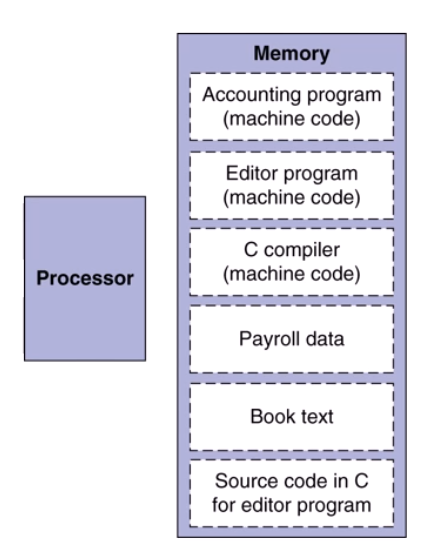 Memory
Accounting program
(machine code)
Editor program
(machine code)
C compiler
(machine code)
Processor
Payroll data
Book text
Source code in C
for editor program